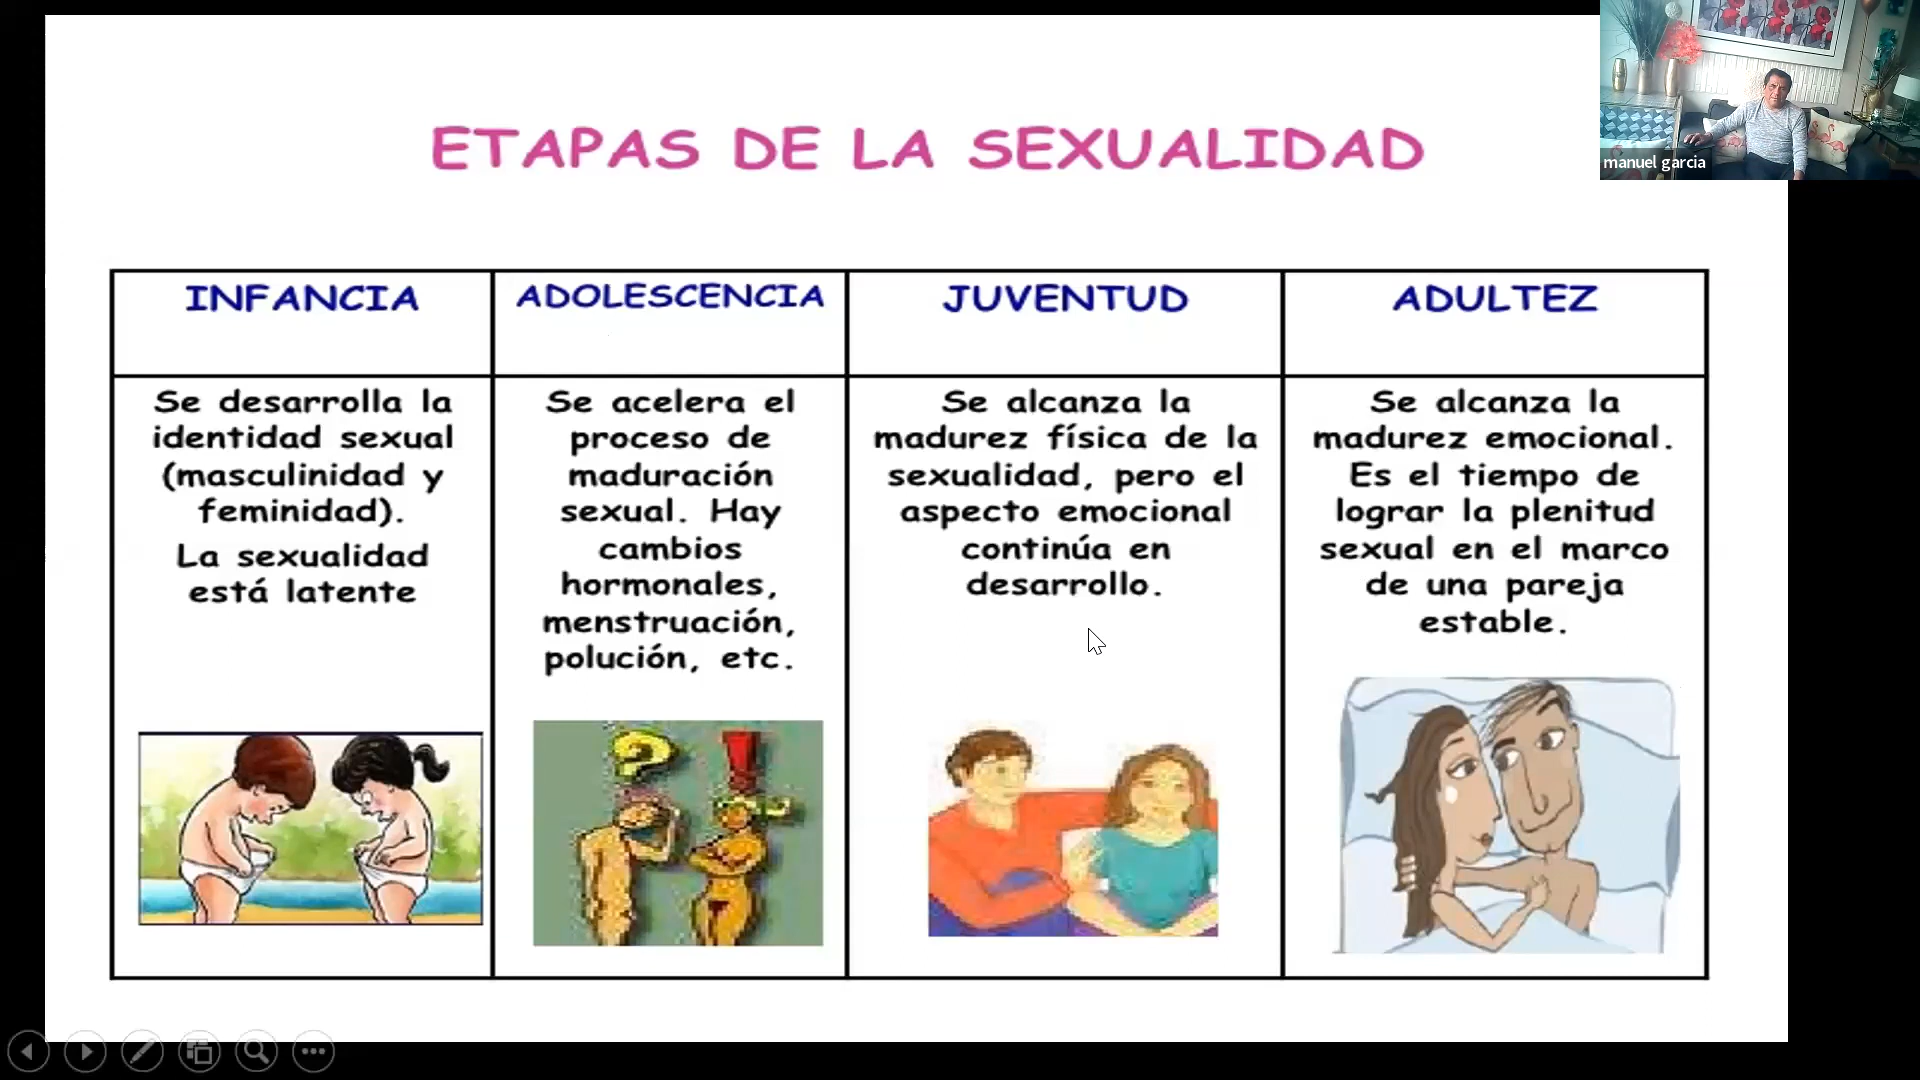 ETAPAS DE LA SEXUALIDAD
manuel garcia
INFANCIA
Se desarrolla la
identidad sexual
(masculinidad y
feminidad).
La sexualidad
está latente
ADOLESCENCIA
Se acelera el
proceso de
maduración
sexual. Hay
cambios
hormonales,
menstruación,
polución, etc.
JUVENTUD
Se alcanza la
madurez física de la
sexualidad, pero el
aspecto emocional
continúa en
desarrollo.
ADULTEZ
Se alcanza la
madurez emocional.
Es el tiempo de
lograr la plenitud
sexual en el marco
de una pareja
estable.